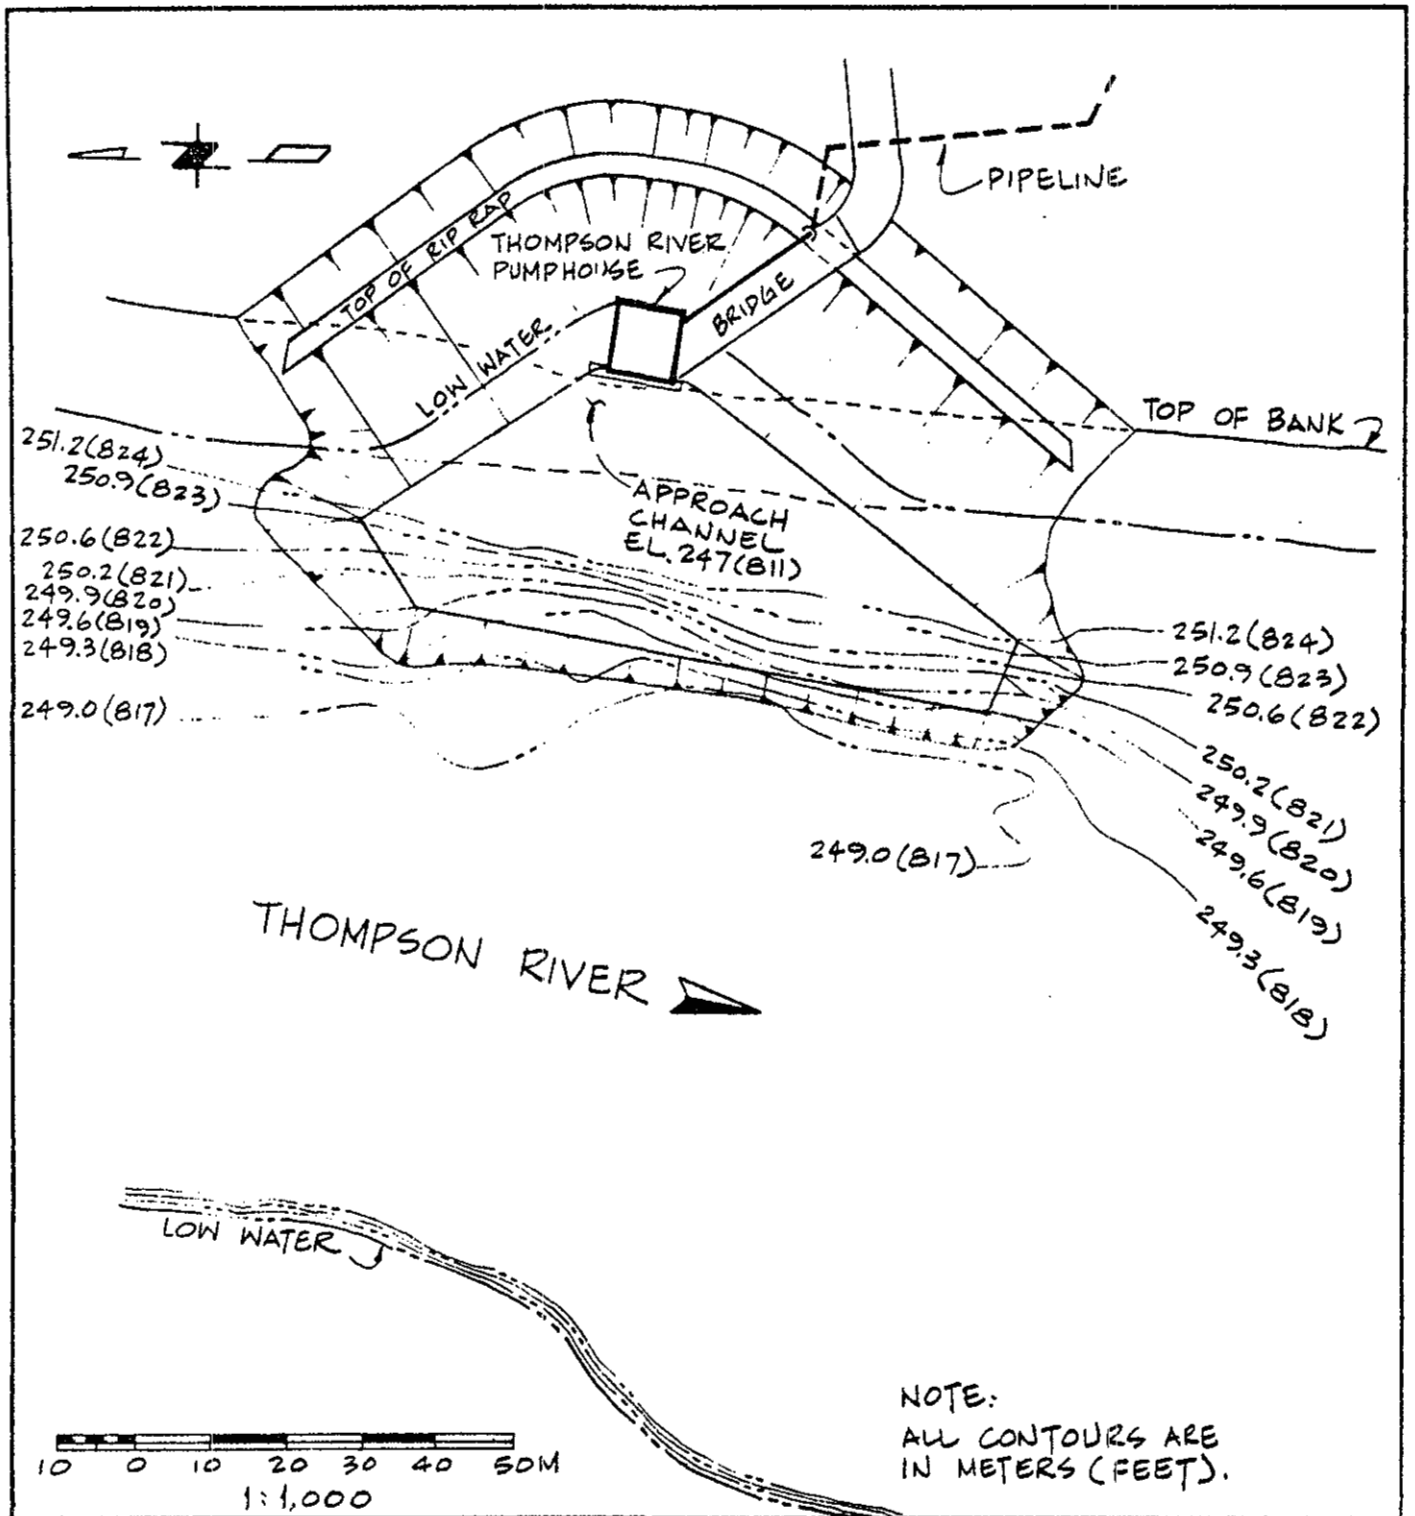 PIPELINE
TOP OF RIP RAP
THOMPSON RIVER
PUMPHOUSE
BRIDGE
LOW WATER
TOP OF BANK
APPROACH
CHANNEL
EL. 247(811)
251.2(824)
250.9(823)
250.6(822)
250.2(821)
249.9(820)
249.6(819)
249.3(818)
249.0(817)
251.2(824)
250.9(823)
250.6(822)
250.2(821)
249.9(820)
249.6(819)
249.3(818)
249.0(817)
THOMPSON RIVER
LOW WATER
10 0 10 20 30 40 50M
1:1,000
NOTE:
ALL CONTOURS ARE
IN METERS (FEET).